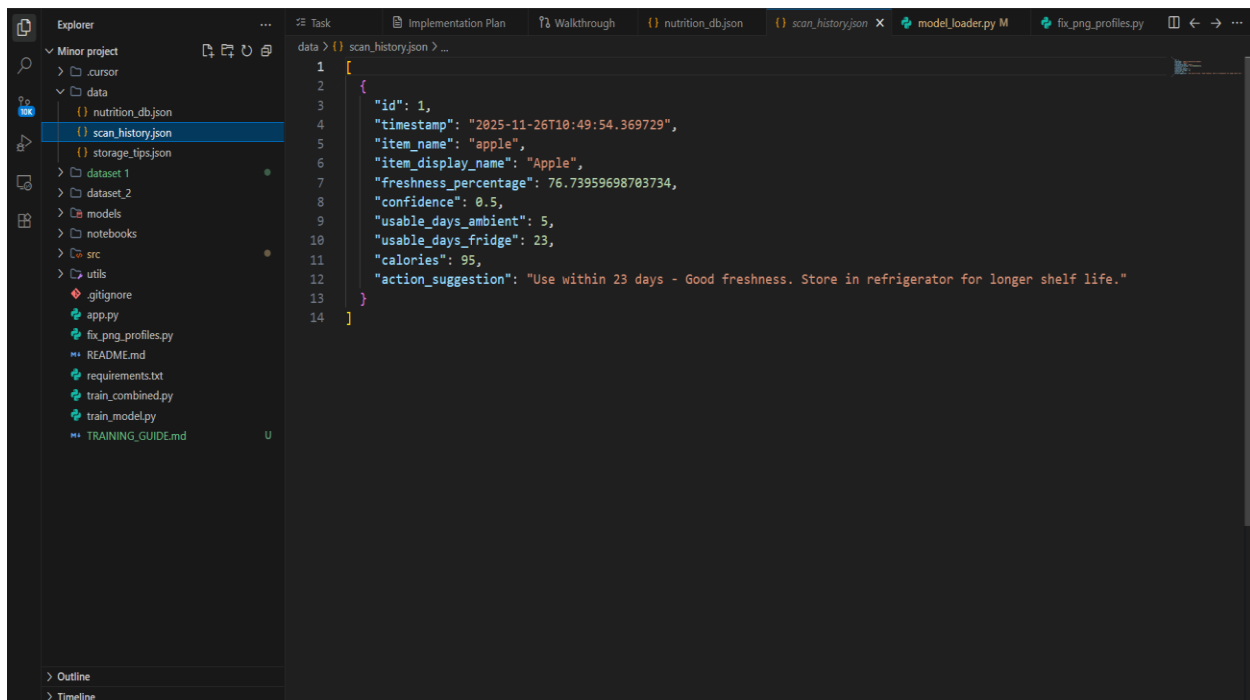 Explorer
Minor project
.cursor
data
{} nutrition_db.json
{} scan_history.json
{} storage_tips.json
dataset 1
dataset_2
models
notebooks
src
utils
.gitignore
app.py
fix_png_profiles.py
README.md
requirements.txt
train_combined.py
train_model.py
TRAINING_GUIDE.md U
Outline
Timeline
10K
Task
Implementation Plan
Walkthrough
{} nutrition_db.json
{} scan_history.json
model_loader.py M
fix_png_profiles.py
data > {} scan_history.json > ...
1 [
2 {
3 "id": 1,
4 "timestamp": "2025-11-26T10:49:54.369729",
5 "item_name": "apple",
6 "item_display_name": "Apple",
7 "freshness_percentage": 76.73959698703734,
8 "confidence": 0.5,
9 "usable_days_ambient": 5,
10 "usable_days_fridge": 23,
11 "calories": 95,
12 "action_suggestion": "Use within 23 days - Good freshness. Store in refrigerator for longer shelf life."
13 }
14 ]